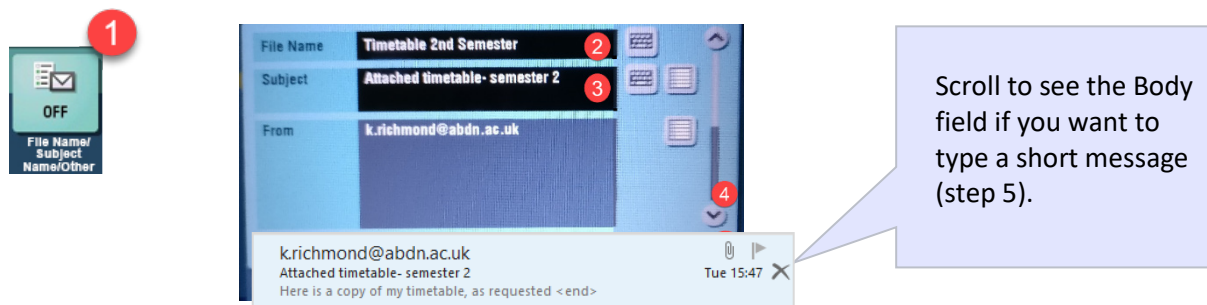 1
OFF
File Name/
Subject
Name/Other
File Name Timetable 2nd Semester 2
Subject Attached timetable- semester 2 3
From k.richmond@abdn.ac.uk
4
k.richmond@abdn.ac.uk
Attached timetable- semester 2 Tue 15:47
Here is a copy of my timetable, as requested <end>
Scroll to see the Body
field if you want to
type a short message
(step 5).